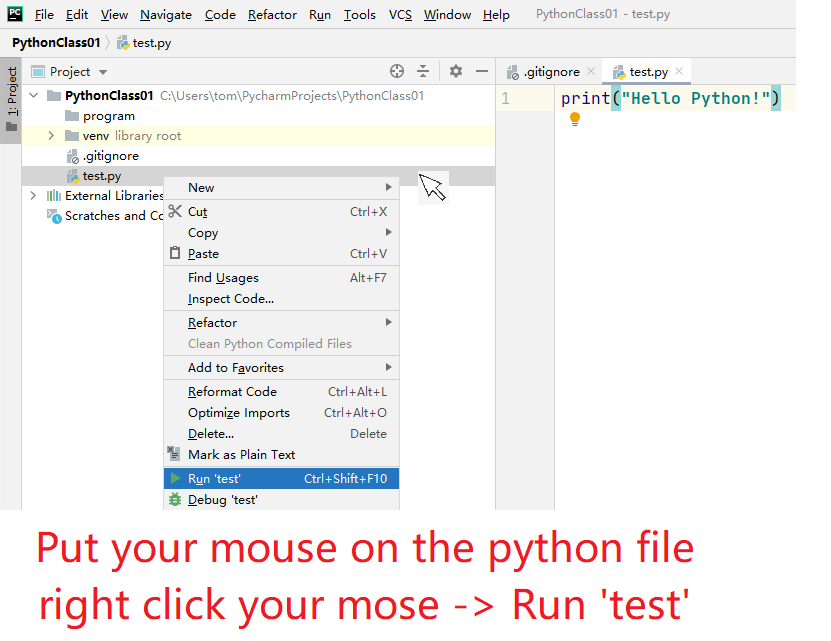 PC File Edit View Navigate Code Refactor Run Tools VCS Window Help PythonClass01 - test.py
PythonClass01 test.py
1: Project
Project
.gitignore
test.py
PythonClass01 C:\Users\tom\PycharmProjects\PythonClass01
program
venv library root
.gitignore
test.py
External Libraries
Scratches and Co
1 print("Hello Python!")
New
Cut Ctrl+X
Copy
Paste Ctrl+V
Find Usages Alt+F7
Inspect Code...
Refactor
Clean Python Compiled Files
Add to Favorites
Reformat Code Ctrl+Alt+L
Optimize Imports Ctrl+Alt+O
Delete... Delete
Mark as Plain Text
Run 'test' Ctrl+Shift+F10
Debug 'test'
Put your mouse on the python file
right click your mose -> Run 'test'